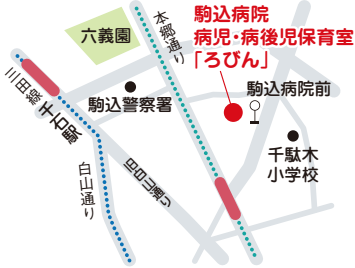 駒込病院
病児・病後児保育室
「ろびん」
六義園
本郷通り
駒込病院前
三田線
千石駅
駒込警察署
千駄木
小学校
白山通り
旧白山通り